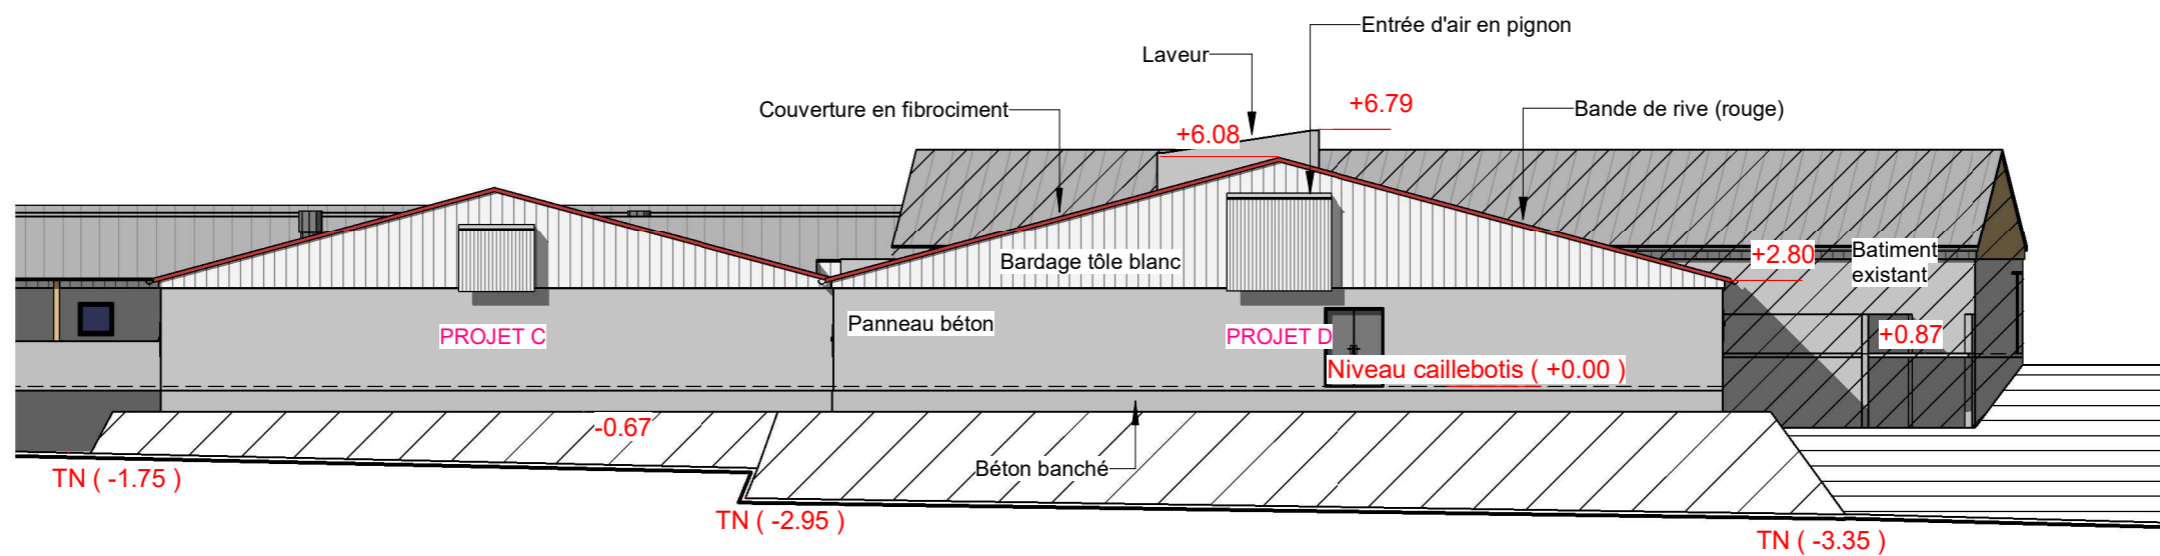 Entrée d'air en pignon
Laveur
Couverture en fibrociment
+6.79
Bande de rive (rouge)
+6.08
Bardage tôle blanc
+2.80
Batiment
existant
PROJET C
Panneau béton
PROJET D
+0.87
Niveau caillebotis ( +0.00 )
-0.67
Béton banché
TN ( -1.75 )
TN ( -2.95 )
TN ( -3.35 )